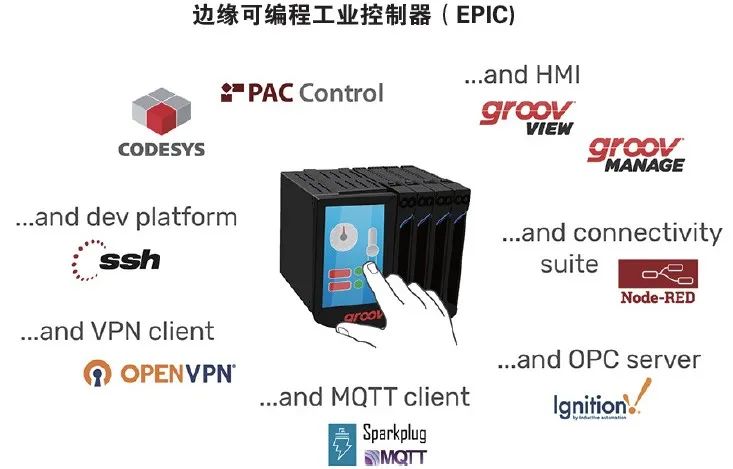 边缘可编程工业控制器（EPIC)
CODESYS
PAC Control
...and HMI
groov
VIEW
groov
MANAGE
...and dev platform
ssh
...and connectivity
suite
Node-RED
groov
...and VPN client
OPENVPN®
...and OPC server
Ignition!
by inductive automation
...and MQTT client
Sparkplug
MQTT